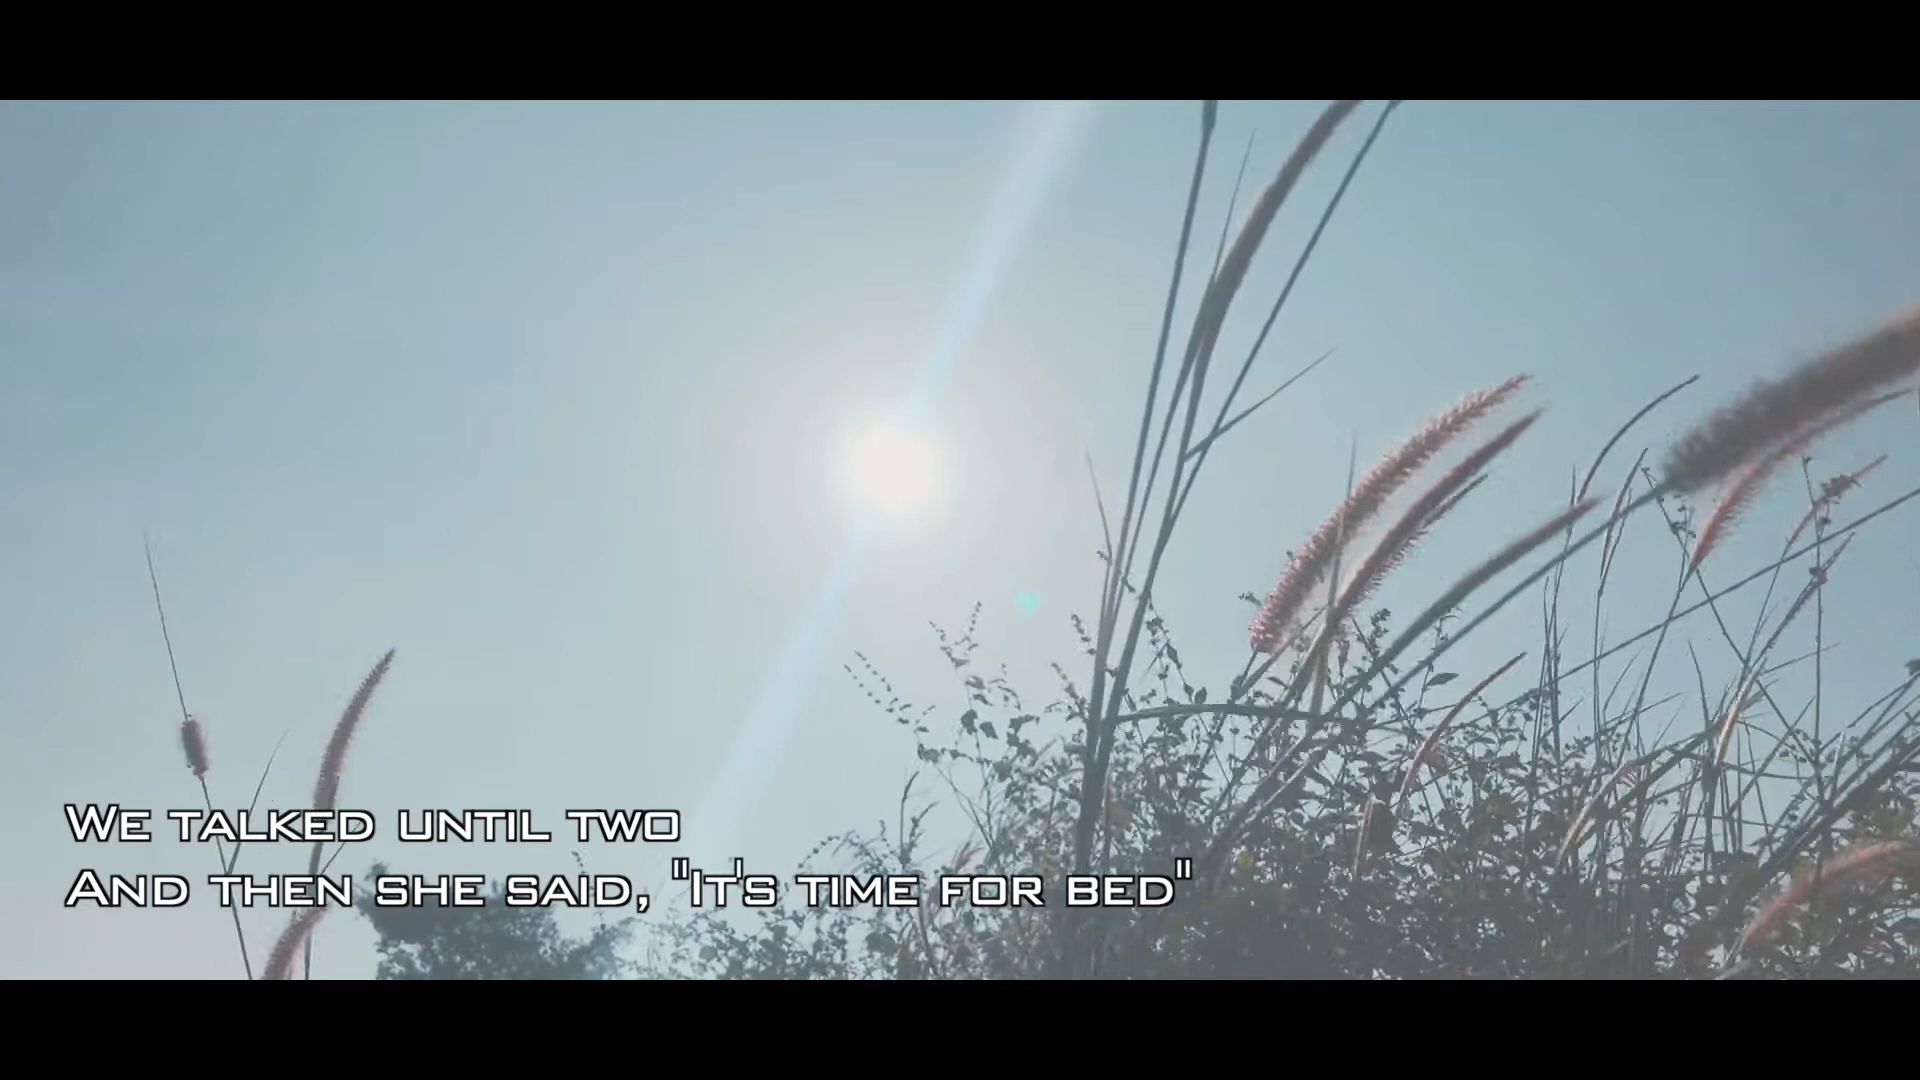 We talked until two
And then she said, "It's time for bed"